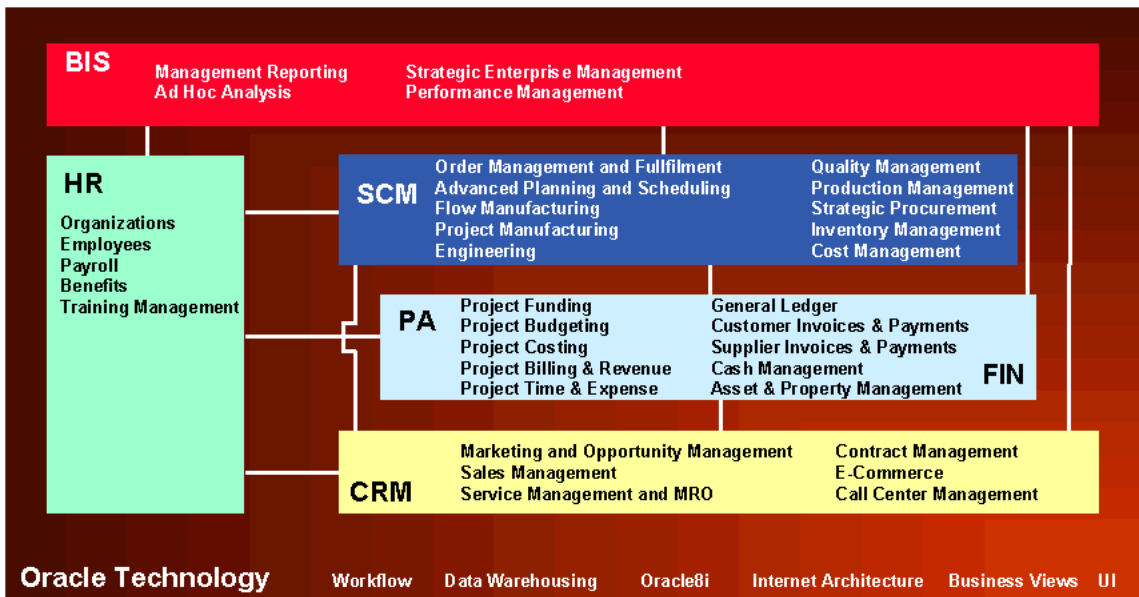 BIS
Management Reporting
Ad Hoc Analysis
Strategic Enterprise Management
Performance Management
HR
Organizations
Employees
Payroll
Benefits
Training Management
SCM
Order Management and Fullfilment
Advanced Planning and Scheduling
Flow Manufacturing
Project Manufacturing
Engineering
Quality Management
Production Management
Strategic Procurement
Inventory Management
Cost Management
PA
Project Funding
Project Budgeting
Project Costing
Project Billing & Revenue
Project Time & Expense
General Ledger
Customer Invoices & Payments
Supplier Invoices & Payments
Cash Management
Asset & Property Management
FIN
CRM
Marketing and Opportunity Management
Sales Management
Service Management and MRO
Contract Management
E-Commerce
Call Center Management
Oracle Technology
Workflow
Data Warehousing
Oracle8i
Internet Architecture
Business Views
UI